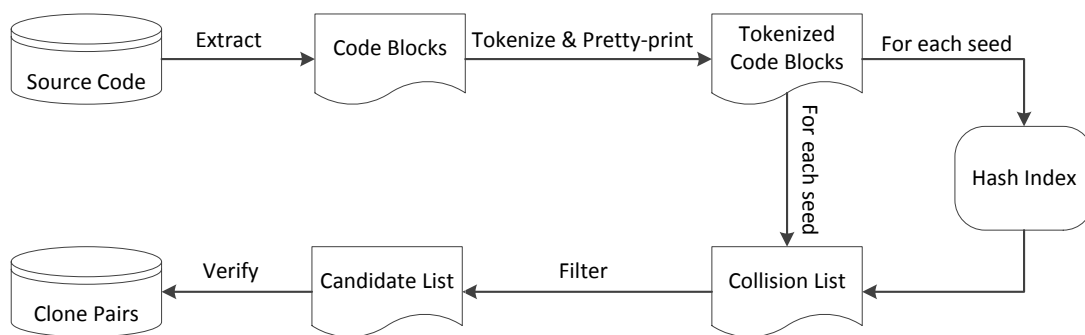 Extract
Source Code
Code Blocks
Tokenize & Pretty-print
Tokenized
Code Blocks
For each seed
For each seed
Hash Index
Clone Pairs
Verify
Candidate List
Filter
Collision List